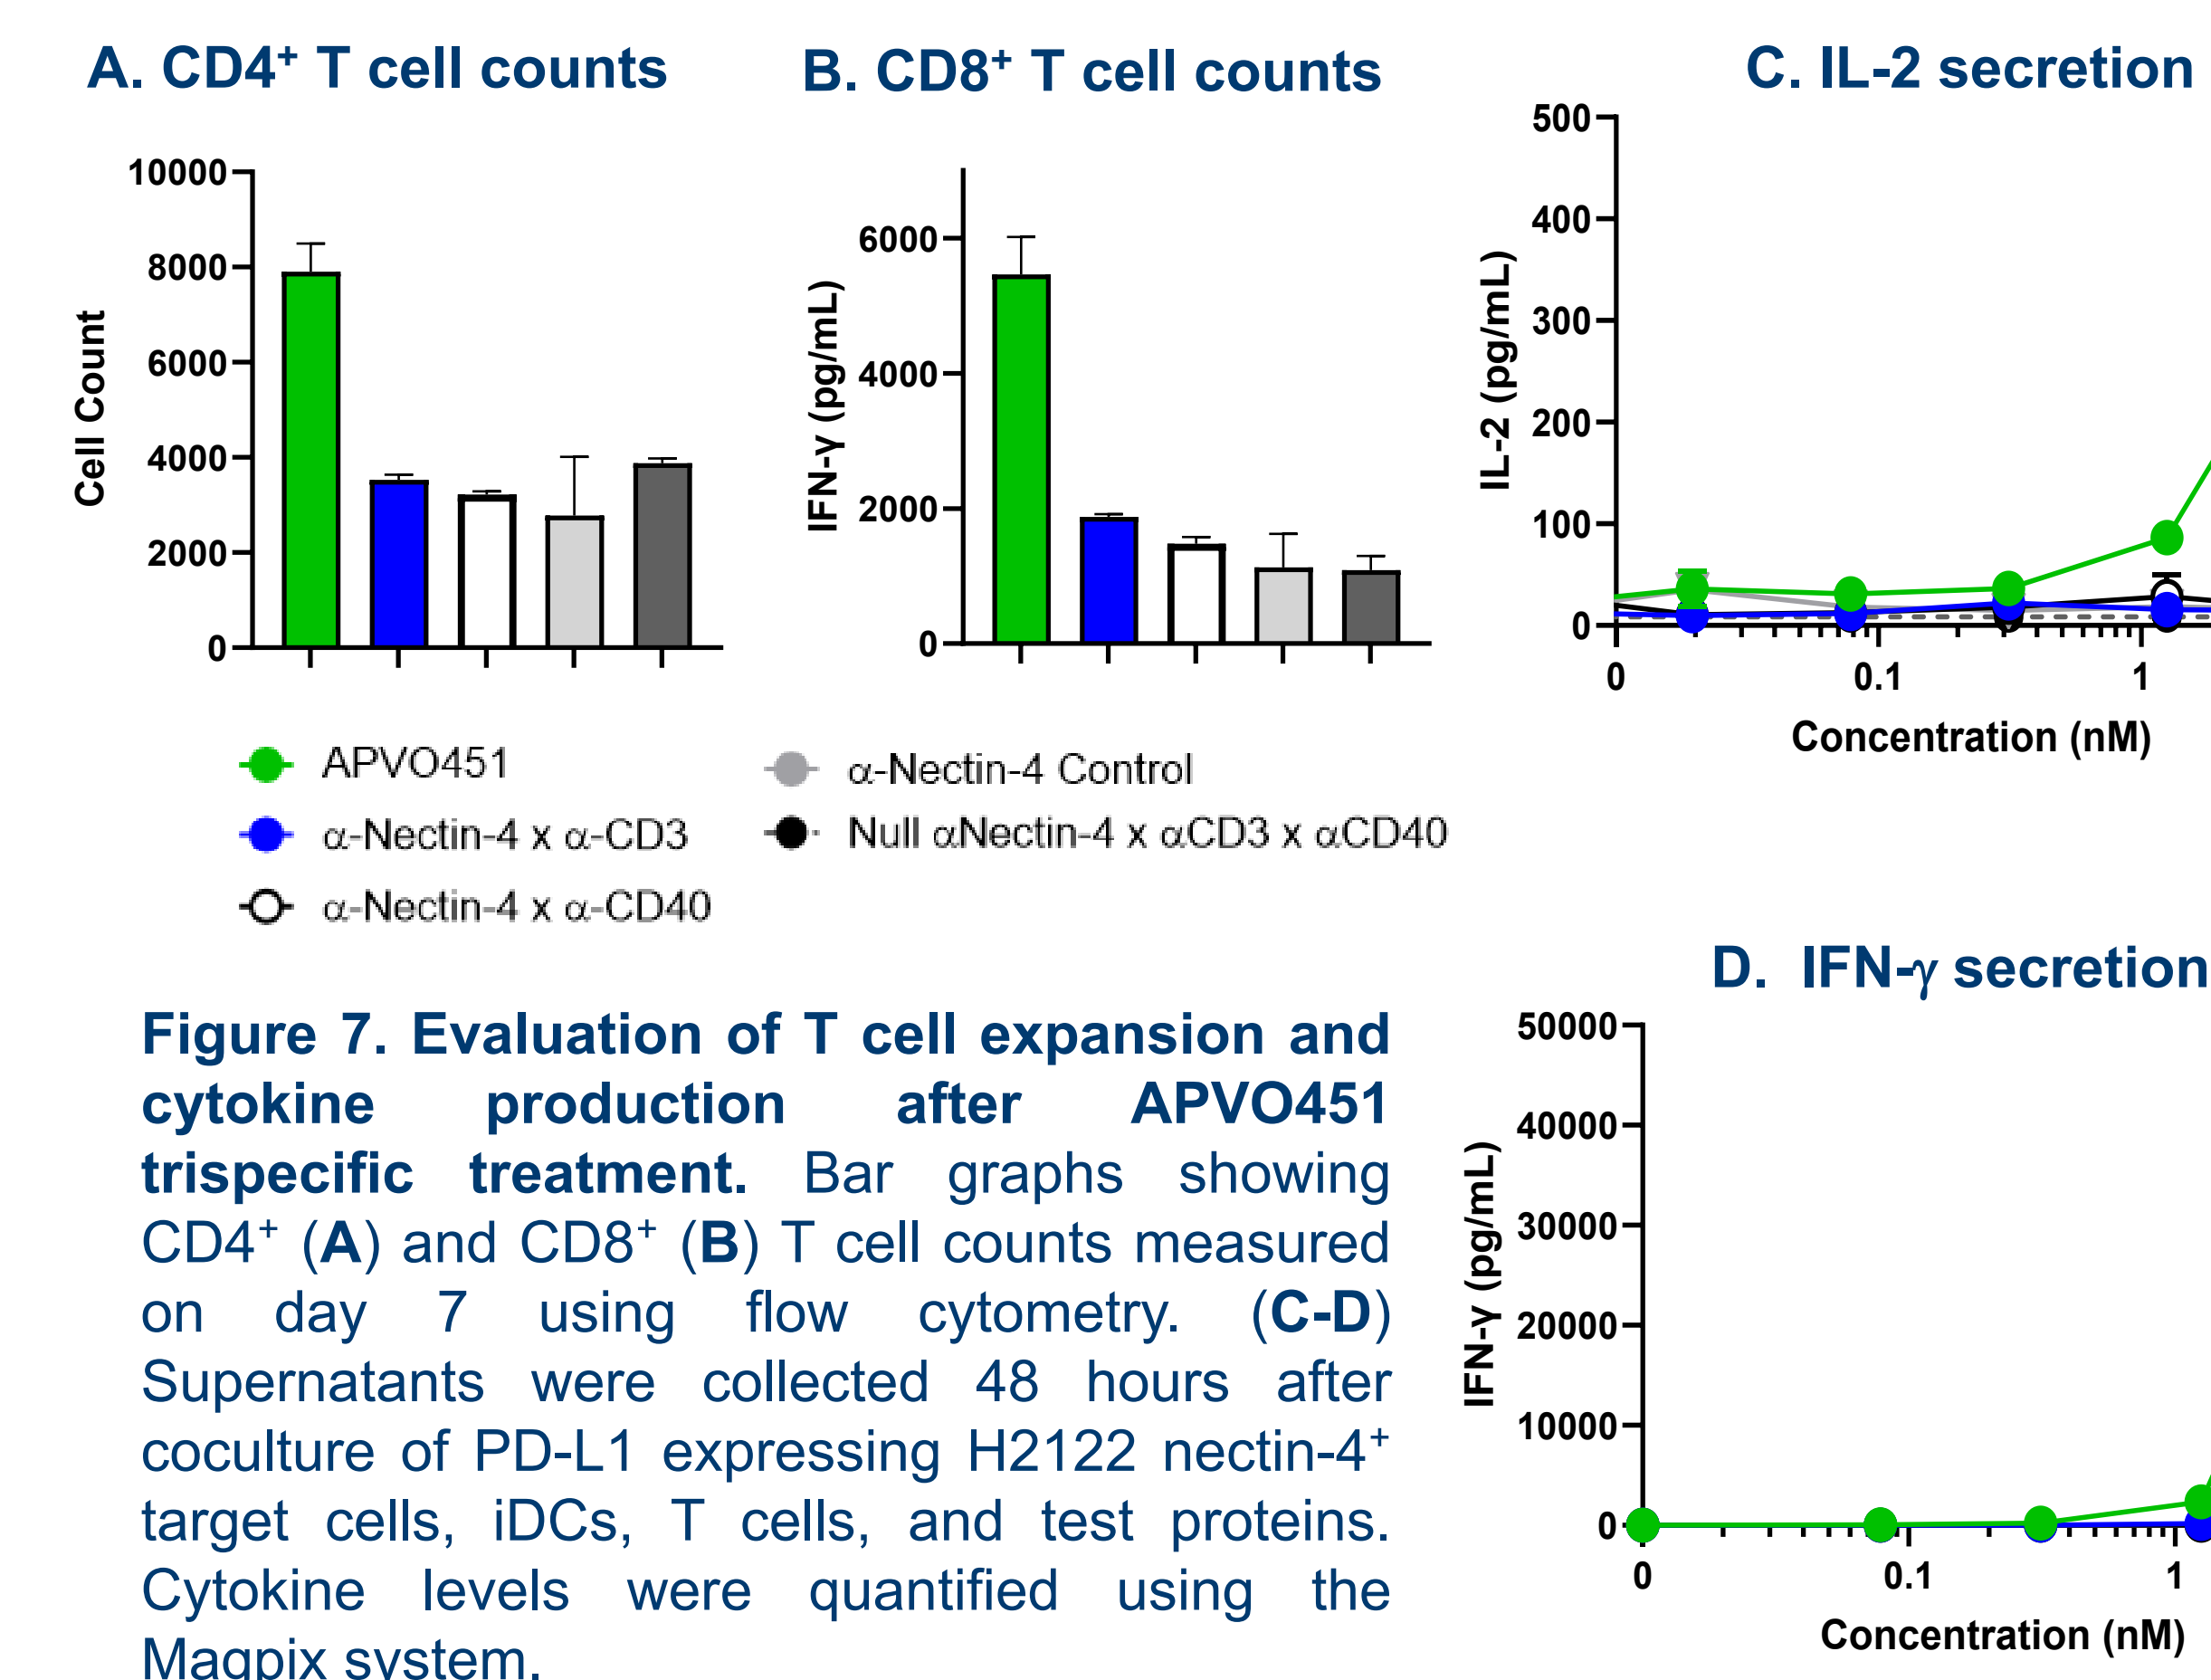 A. CD4⁺ T cell counts
10000
8000
6000
4000
2000
0
Cell Count
B. CD8⁺ T cell counts
6000
4000
2000
0
IFN-γ (pg/mL)
C. IL-2 secretion
500
400
300
200
100
0
IL-2 (pg/mL)
0 0.1 1
Concentration (nM)
APVO451
α-Nectin-4 x α-CD3
α-Nectin-4 x α-CD40
α-Nectin-4 Control
Null αNectin-4 x αCD3 x αCD40
Figure 7. Evaluation of T cell expansion and
cytokine production after APVO451
trispecific treatment. Bar graphs showing
CD4⁺ (A) and CD8⁺ (B) T cell counts measured
on day 7 using flow cytometry. (C-D)
Supernatants were collected 48 hours after
coculture of PD-L1 expressing H2122 nectin-4⁺
target cells, iDCs, T cells, and test proteins.
Cytokine levels were quantified using the
Magpix system.
D. IFN-γ secretion
50000
40000
30000
20000
10000
0
IFN-γ (pg/mL)
0 0.1 1
Concentration (nM)